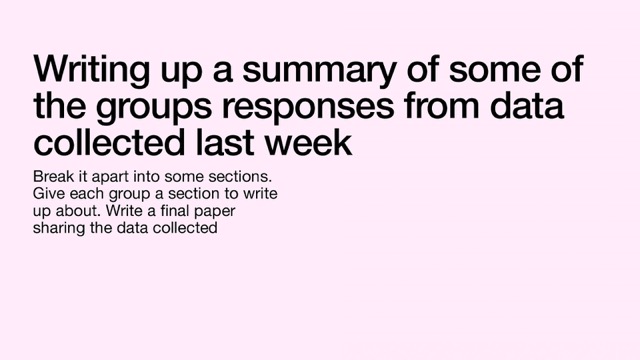 Writing up a summary of some of
the groups responses from data
collected last week
Break it apart into some sections.
Give each group a section to write
up about. Write a final paper
sharing the data collected